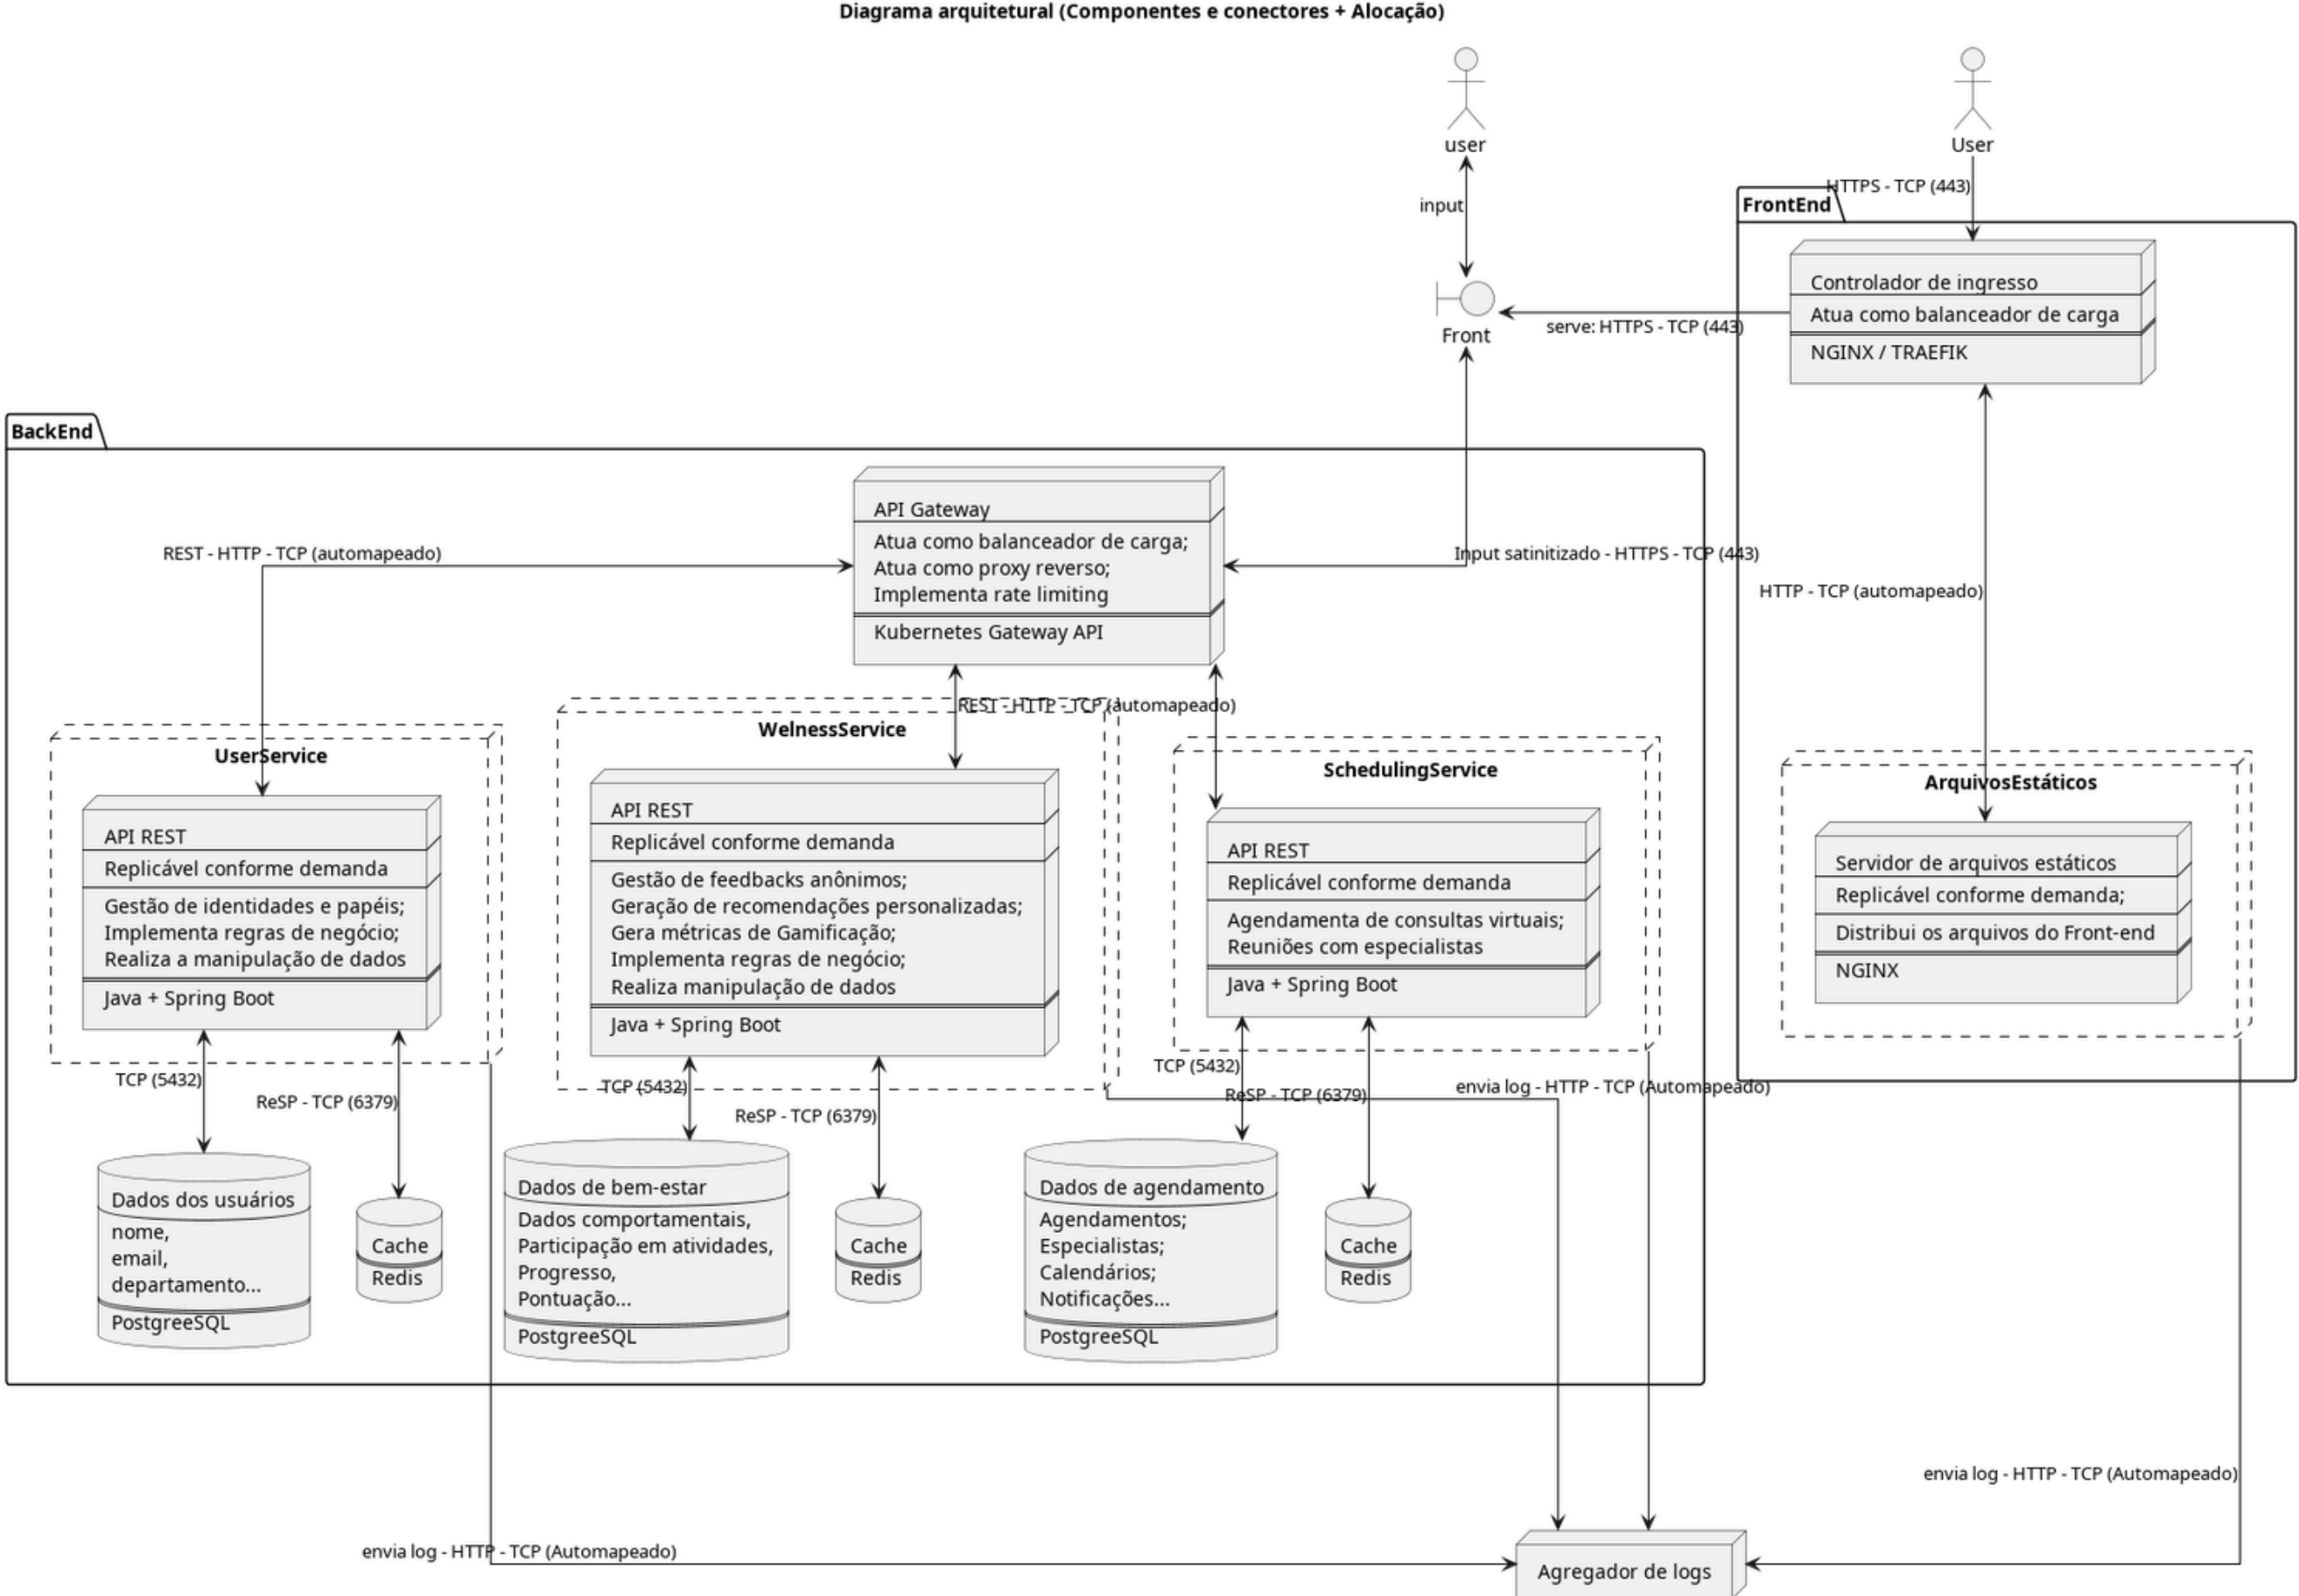 Diagrama arquitetural (Componentes e conectores + Alocação)
user
User
input
HTTPS - TCP (443)
FrontEnd
Controlador de ingresso
Atua como balanceador de carga
NGINX / TRAEFIK
serve: HTTPS - TCP (443)
Front
BackEnd
API Gateway
Atua como balanceador de carga;
Atua como proxy reverso;
Implementa rate limiting
Kubernetes Gateway API
REST - HTTP - TCP (automapeado)
Input satinitizado - HTTPS - TCP (443)
HTTP - TCP (automapeado)
REST - HTTP - TCP (automapeado)
UserService
API REST
Replicável conforme demanda
Gestão de identidades e papéis;
Implementa regras de negócio;
Realiza a manipulação de dados
Java + Spring Boot
WelnessService
API REST
Replicável conforme demanda
Gestão de feedbacks anônimos;
Geração de recomendações personalizadas;
Gera métricas de Gamificação;
Implementa regras de negócio;
Realiza manipulação de dados
Java + Spring Boot
SchedulingService
API REST
Replicável conforme demanda
Agendamenta de consultas virtuais;
Reuniões com especialistas
Java + Spring Boot
ArquivosEstáticos
Servidor de arquivos estáticos
Replicável conforme demanda;
Distribui os arquivos do Front-end
NGINX
TCP (5432)
ReSP - TCP (6379)
TCP (5432)
ReSP - TCP (6379)
TCP (5432)
ReSP - TCP (6379)
envia log - HTTP - TCP (Automapeado)
Dados dos usuários
nome,
email,
departamento...
PostgreeSQL
Cache
Redis
Dados de bem-estar
Dados comportamentais,
Participação em atividades,
Progresso,
Pontuação...
PostgreeSQL
Cache
Redis
Dados de agendamento
Agendamentos;
Especialistas;
Calendários;
Notificações...
PostgreeSQL
Cache
Redis
envia log - HTTP - TCP (Automapeado)
envia log - HTTP - TCP (Automapeado)
Agregador de logs